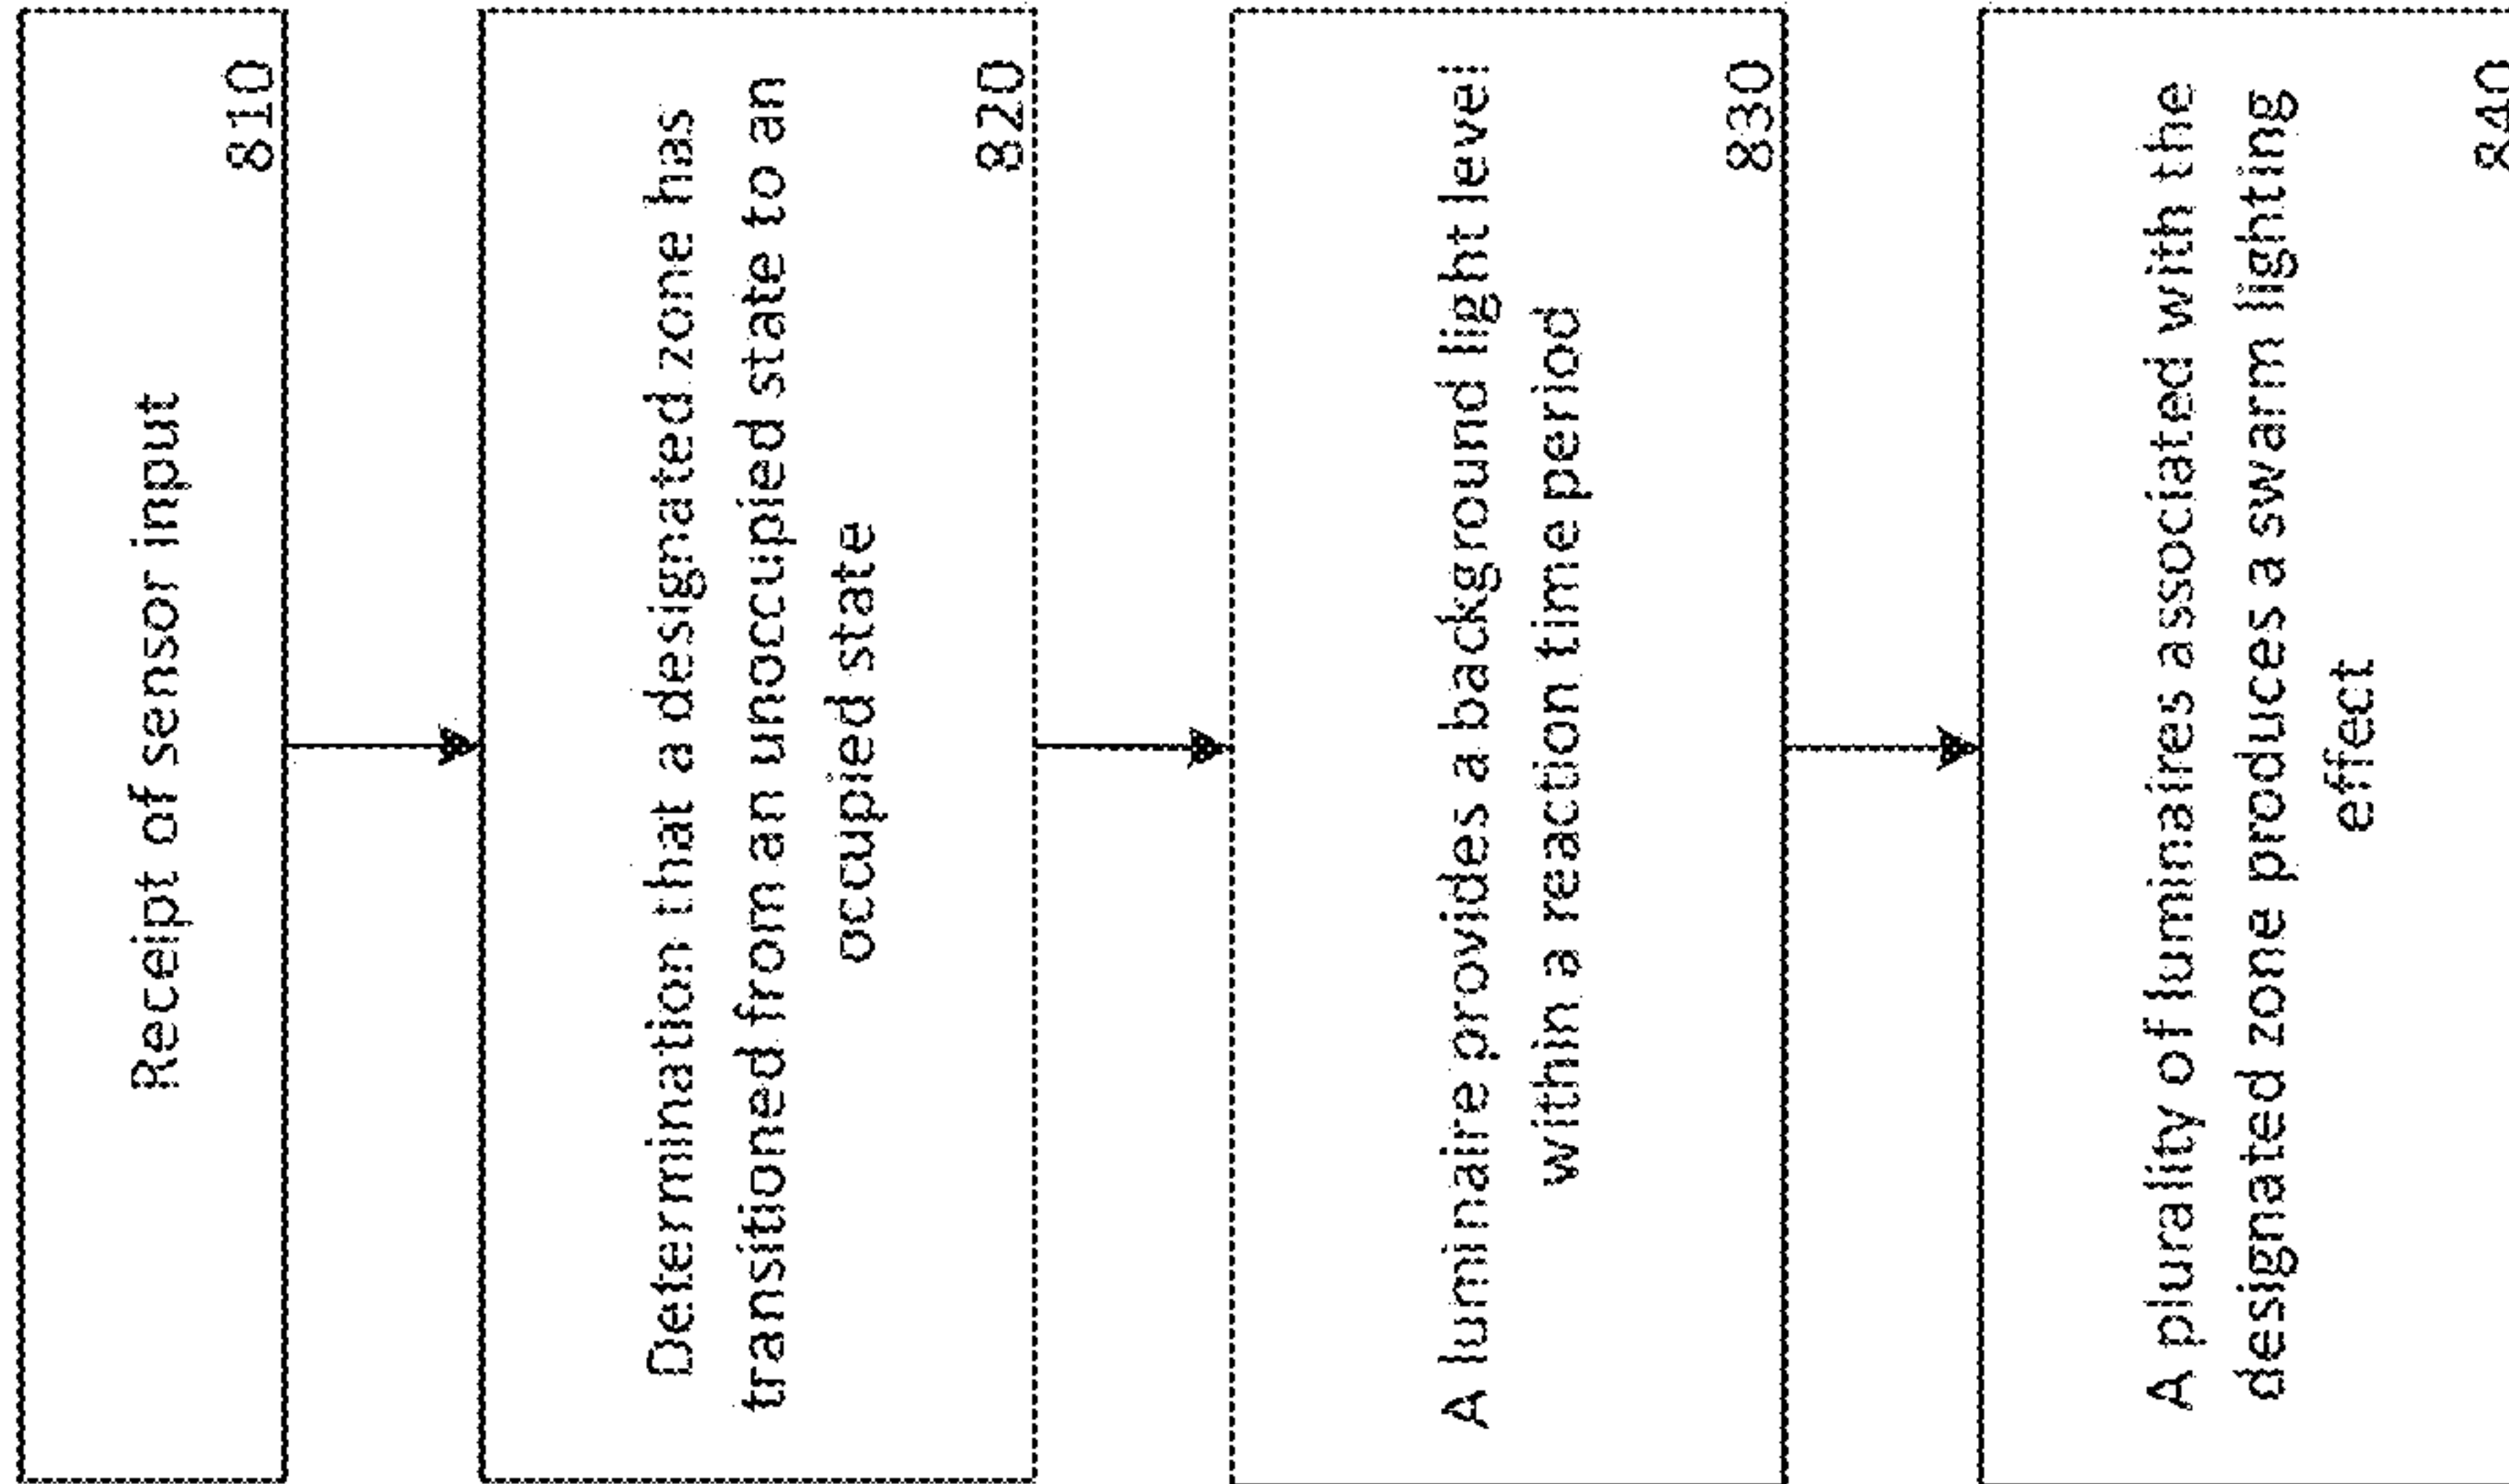 Receipt of sensor input
810
Determination that a designated zone has
transitioned from an unoccupied state to an
occupied state
820
A luminaire provides a background light level
within a reaction time period
830
A plurality of luminaires associated with the
designated zone produces a swarm lighting
effect
840